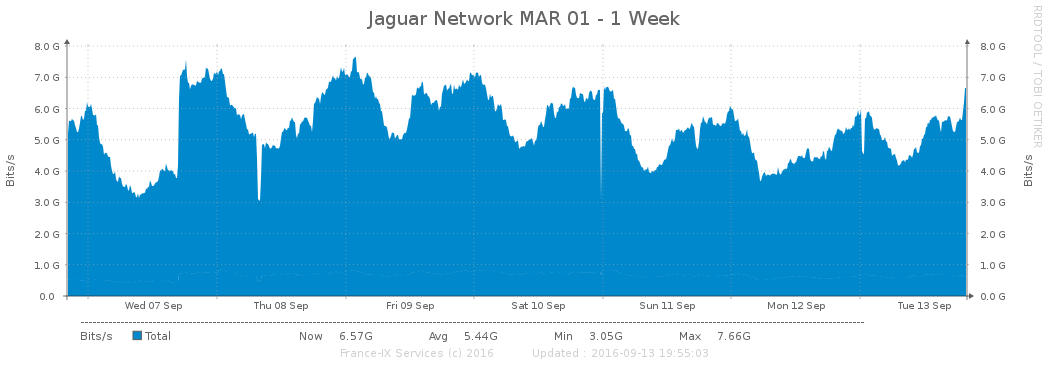 Jaguar Network MAR 01 - 1 Week
RRDTOOL / TOBI OETIKER
Bits/s
8.0 G 8.0 G
7.0 G 7.0 G
6.0 G 6.0 G
5.0 G 5.0 G
4.0 G 4.0 G
3.0 G 3.0 G
2.0 G 2.0 G
1.0 G 1.0 G
0.0 0.0 G
Bits/s
Wed 07 Sep Thu 08 Sep Fri 09 Sep Sat 10 Sep Sun 11 Sep Mon 12 Sep Tue 13 Sep
Bits/s Total Now 6.57G Avg 5.44G Min 3.05G Max 7.66G
France-IX Services (c) 2016 Updated : 2016-09-13 19:55:03